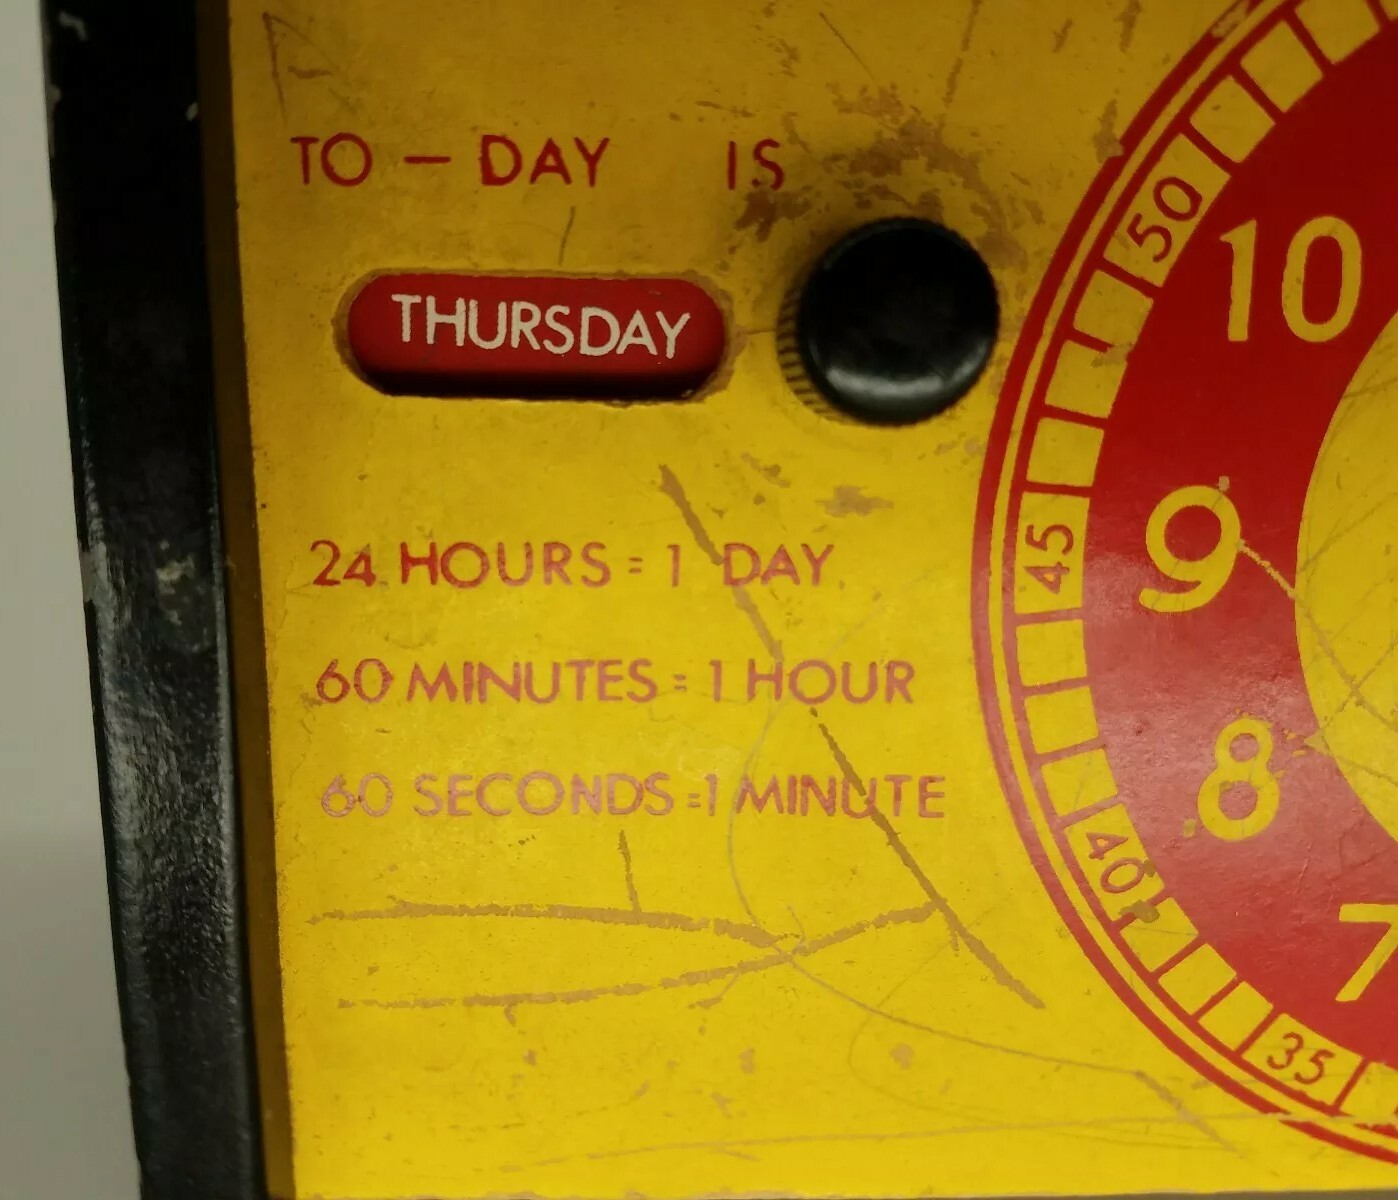 TO – DAY IS
THURSDAY
24 HOURS = 1 DAY
60 MINUTES = 1 HOUR
60 SECONDS = 1 MINUTE
50
10
45
9
8
40
7
35